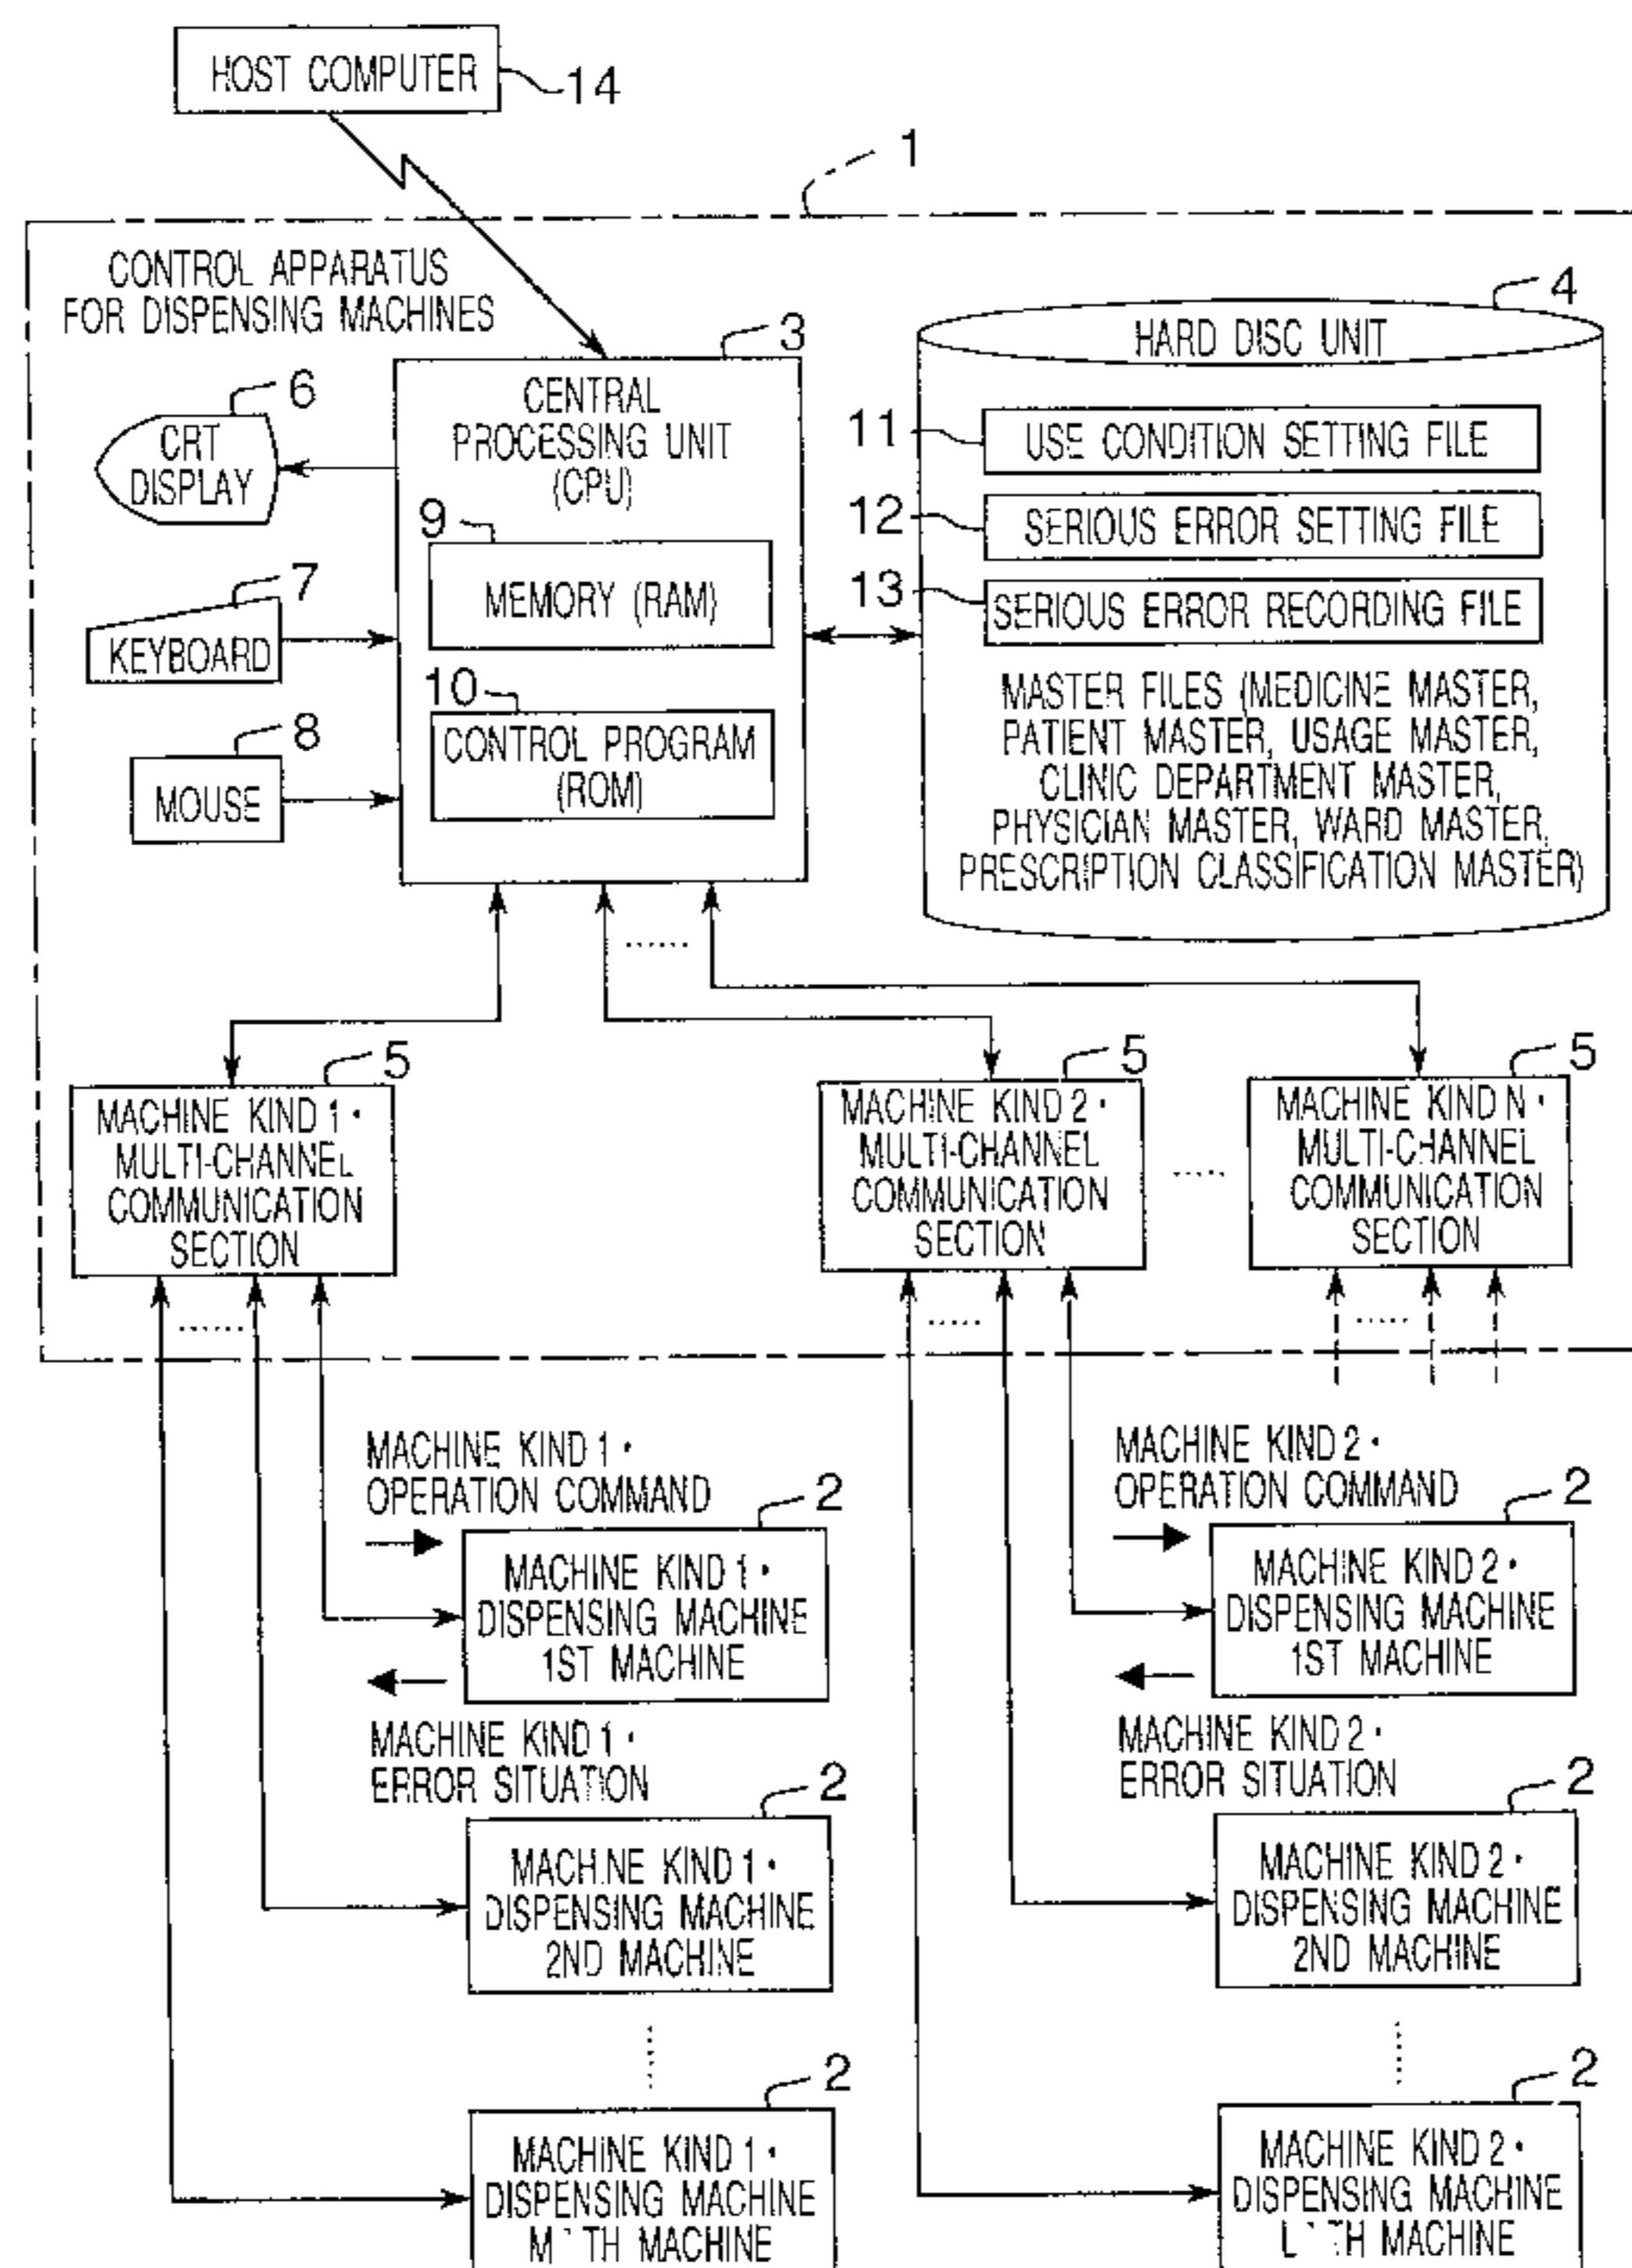 HOST COMPUTER
14
1
CONTROL APPARATUS
FOR DISPENSING MACHINES
3
4
HARD DISC UNIT
6
CRT
DISPLAY
CENTRAL
PROCESSING UNIT
(CPU)
11
USE CONDITION SETTING FILE
12
SERIOUS ERROR SETTING FILE
13
SERIOUS ERROR RECORDING FILE
9
MEMORY (RAM)
7
KEYBOARD
10
CONTROL PROGRAM
(ROM)
8
MOUSE
MASTER FILES (MEDICINE MASTER,
PATIENT MASTER, USAGE MASTER,
CLINIC DEPARTMENT MASTER,
PHYSICIAN MASTER, WARD MASTER,
PRESCRIPTION CLASSIFICATION MASTER)
5
MACHINE KIND 1·
MULTI-CHANNEL
COMMUNICATION
SECTION
5
MACHINE KIND 2·
MULTI-CHANNEL
COMMUNICATION
SECTION
5
MACHINE KIND N·
MULTI-CHANNEL
COMMUNICATION
SECTION
MACHINE KIND 1·
OPERATION COMMAND
2
MACHINE KIND 1·
DISPENSING MACHINE
1ST MACHINE
MACHINE KIND 1·
ERROR SITUATION
2
MACHINE KIND 1·
DISPENSING MACHINE
2ND MACHINE
2
MACHINE KIND 1·
DISPENSING MACHINE
MACHINE
MACHINE KIND 2·
OPERATION COMMAND
2
MACHINE KIND 2·
DISPENSING MACHINE
1ST MACHINE
MACHINE KIND 2·
ERROR SITUATION
2
MACHINE KIND 2·
DISPENSING MACHINE
2ND MACHINE
2
MACHINE KIND 2·
DISPENSING MACHINE
MACHINE